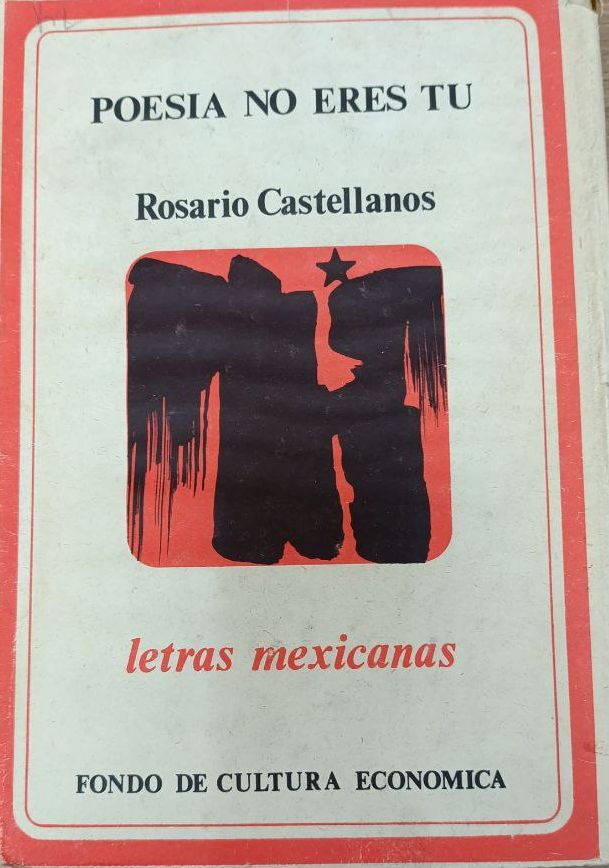 POESIA NO ERES TU
Rosario Castellanos
letras mexicanas
FONDO DE CULTURA ECONOMICA